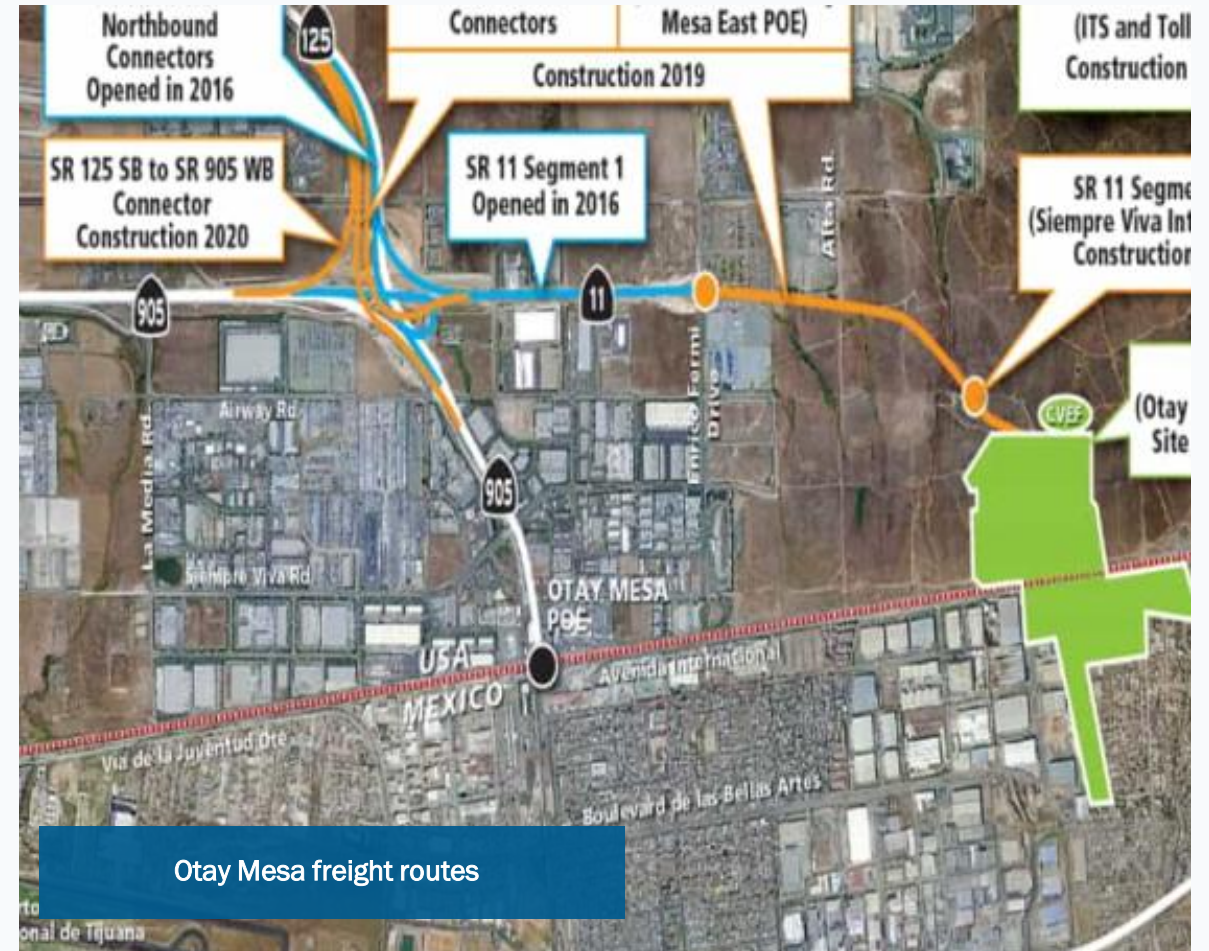 Northbound
Connectors
Opened in 2016
125
Connectors
Mesa East POE)
Construction 2019
(ITS and Toll
Construction
SR 125 SB to SR 905 WB
Connector
Construction 2020
SR 11 Segment 1
Opened in 2016
Alta Rd.
SR 11 Segme
(Siempre Viva Int
Construction
905
11
Enrico Fermi
Drive
CVEF
(Otay
Site
Airway Rd
La Media Rd.
905
Siempre Viva Rd
OTAY MESA
POE
USA
MEXICO
Avenida International
Via de la Juventud Ote
Boulevard de las Bellas Artes
Otay Mesa freight routes
onal de Tijuana